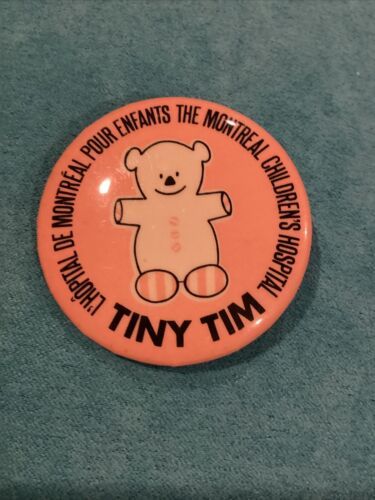 L'HÔPITAL DE MONTRÉAL POUR ENFANTS THE MONTREAL CHILDREN'S HOSPITAL
TINY TIM